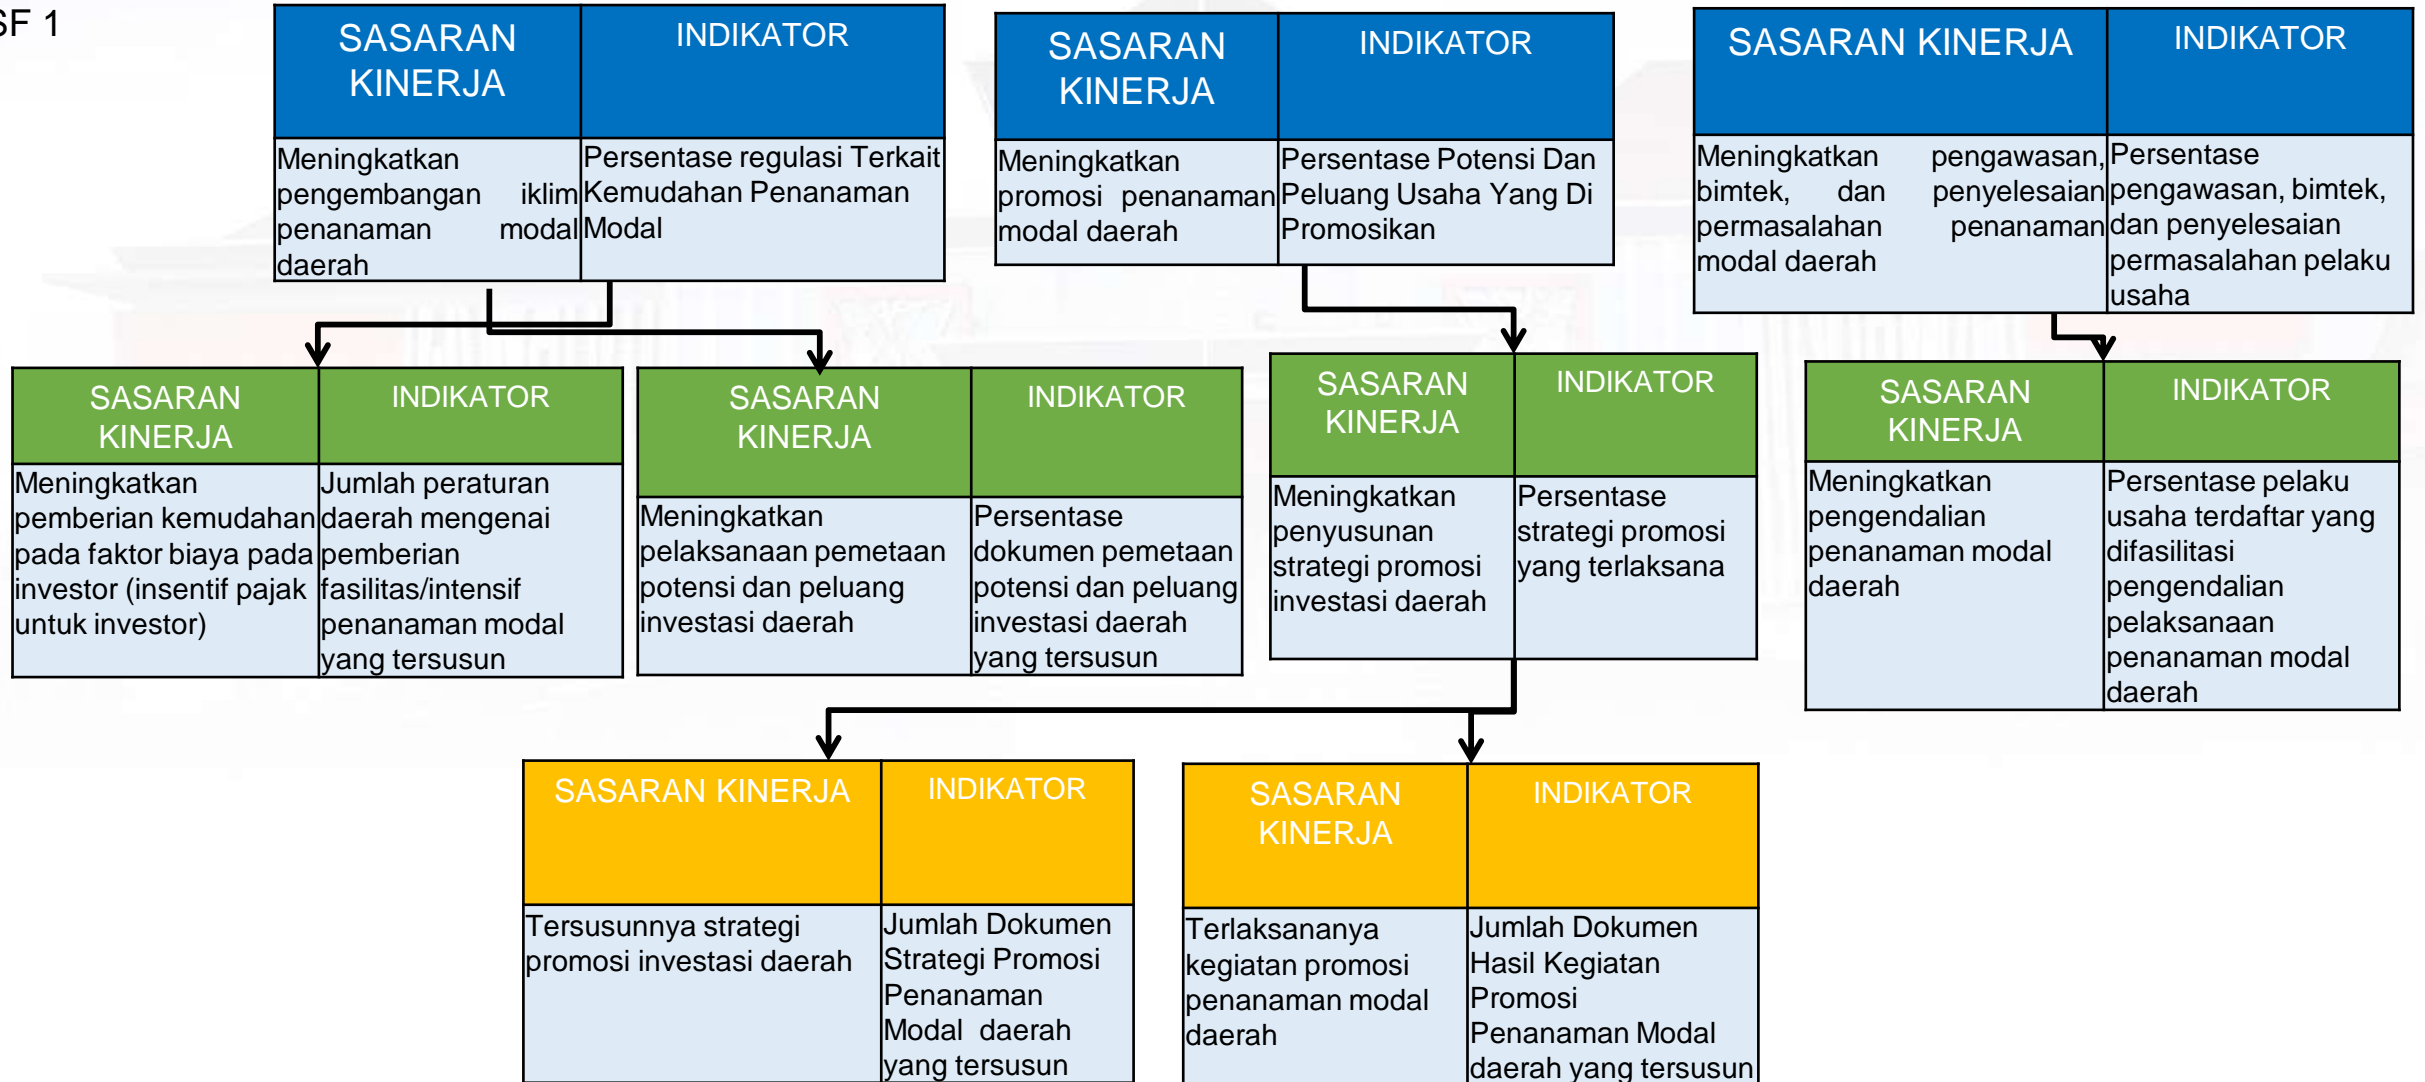 SF 1
SASARAN
KINERJA
INDIKATOR
Meningkatkan
pengembangan iklim
penanaman modal
daerah
Persentase regulasi Terkait
Kemudahan Penanaman
Modal
SASARAN
KINERJA
INDIKATOR
Meningkatkan
promosi penanaman
modal daerah
Persentase Potensi Dan
Peluang Usaha Yang Di
Promosikan
SASARAN KINERJA
INDIKATOR
Meningkatkan pengawasan,
bimtek, dan penyelesaian
permasalahan penanaman
modal daerah
Persentase
pengawasan, bimtek,
dan penyelesaian
permasalahan pelaku
usaha
SASARAN
KINERJA
INDIKATOR
Meningkatkan
pemberian kemudahan
pada faktor biaya pada
investor (insentif pajak
untuk investor)
Jumlah peraturan
daerah mengenai
pemberian
fasilitas/intensif
penanaman modal
yang tersusun
SASARAN
KINERJA
INDIKATOR
Meningkatkan
pelaksanaan pemetaan
potensi dan peluang
investasi daerah
Persentase
dokumen pemetaan
potensi dan peluang
investasi daerah
yang tersusun
SASARAN
KINERJA
INDIKATOR
Meningkatkan
penyusunan
strategi promosi
investasi daerah
Persentase
strategi promosi
yang terlaksana
SASARAN
KINERJA
INDIKATOR
Meningkatkan
pengendalian
penanaman modal
daerah
Persentase pelaku
usaha terdaftar yang
difasilitasi
pengendalian
pelaksanaan
penanaman modal
daerah
SASARAN KINERJA
INDIKATOR
Tersusunnya strategi
promosi investasi daerah
Jumlah Dokumen
Strategi Promosi
Penanaman
Modal daerah
yang tersusun
SASARAN
KINERJA
INDIKATOR
Terlaksananya
kegiatan promosi
penanaman modal
daerah
Jumlah Dokumen
Hasil Kegiatan
Promosi
Penanaman Modal
daerah yang tersusun